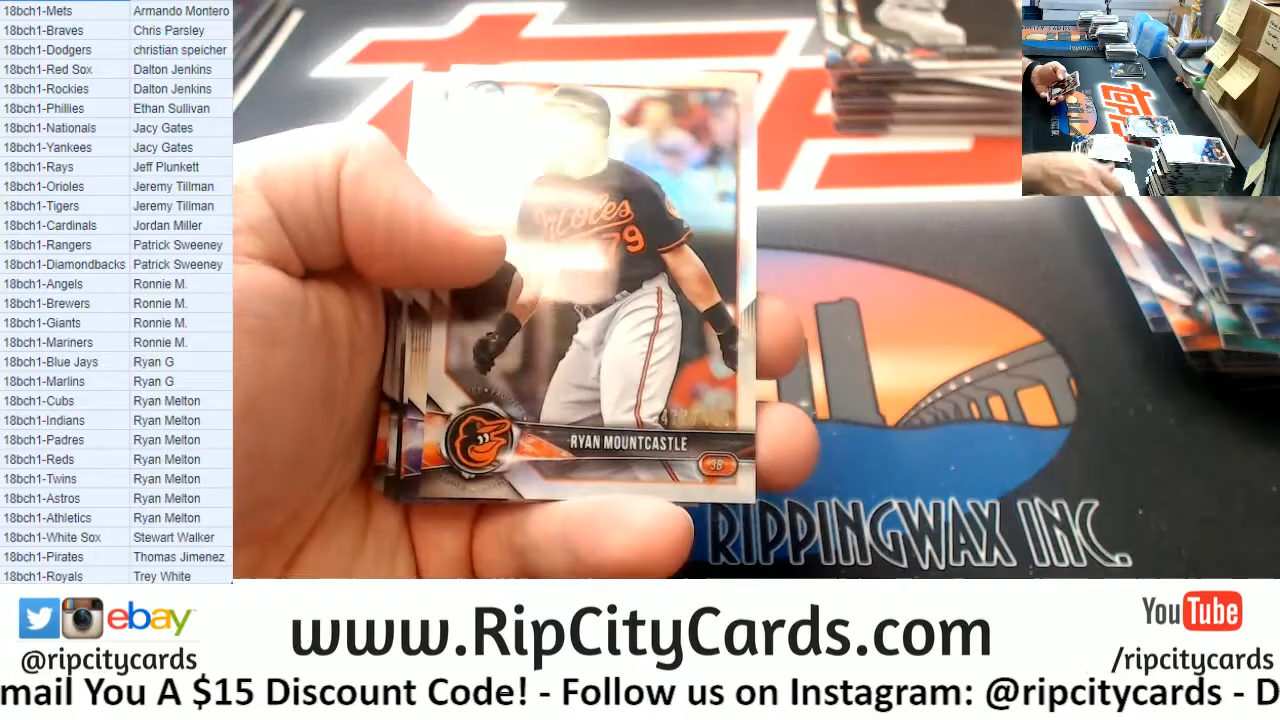 18bch1-Mets Armando Montero
18bch1-Braves Chris Parsley
18bch1-Dodgers christian speicher
18bch1-Red Sox Dalton Jenkins
18bch1-Rockies Dalton Jenkins
18bch1-Phillies Ethan Sullivan
18bch1-Nationals Jacy Gates
18bch1-Yankees Jacy Gates
18bch1-Rays Jeff Plunkett
18bch1-Orioles Jeremy Tillman
18bch1-Tigers Jeremy Tillman
18bch1-Cardinals Jordan Miller
18bch1-Rangers Patrick Sweeney
18bch1-Diamondbacks Patrick Sweeney
18bch1-Angels Ronnie M.
18bch1-Brewers Ronnie M.
18bch1-Giants Ronnie M.
18bch1-Mariners Ronnie M.
18bch1-Blue Jays Ryan G
18bch1-Marlins Ryan G
18bch1-Cubs Ryan Melton
18bch1-Indians Ryan Melton
18bch1-Padres Ryan Melton
18bch1-Reds Ryan Melton
18bch1-Twins Ryan Melton
18bch1-Astros Ryan Melton
18bch1-Athletics Ryan Melton
18bch1-White Sox Stewart Walker
18bch1-Pirates Thomas Jimenez
18bch1-Royals Trey White
79
RYAN MOUNTCASTLE
3B
RIPPINGWAX INC.
ebay
@ripcitycards
www.RipCityCards.com
YouTube
/ripcitycards
mail You A $15 Discount Code! - Follow us on Instagram: @ripcitycards - D